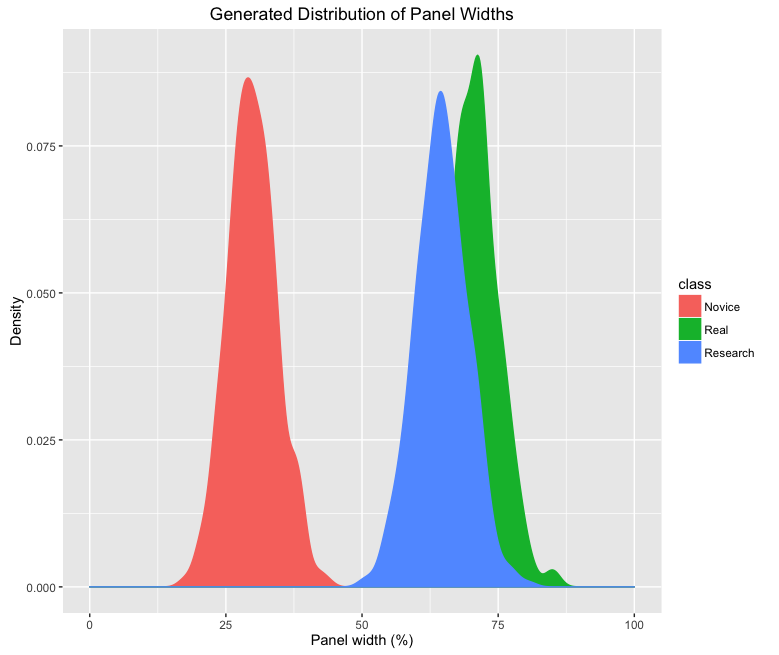 Generated Distribution of Panel Widths
Density
0.075
0.050
0.025
0.000
0 25 50 75 100
Panel width (%)
class
Novice
Real
Research